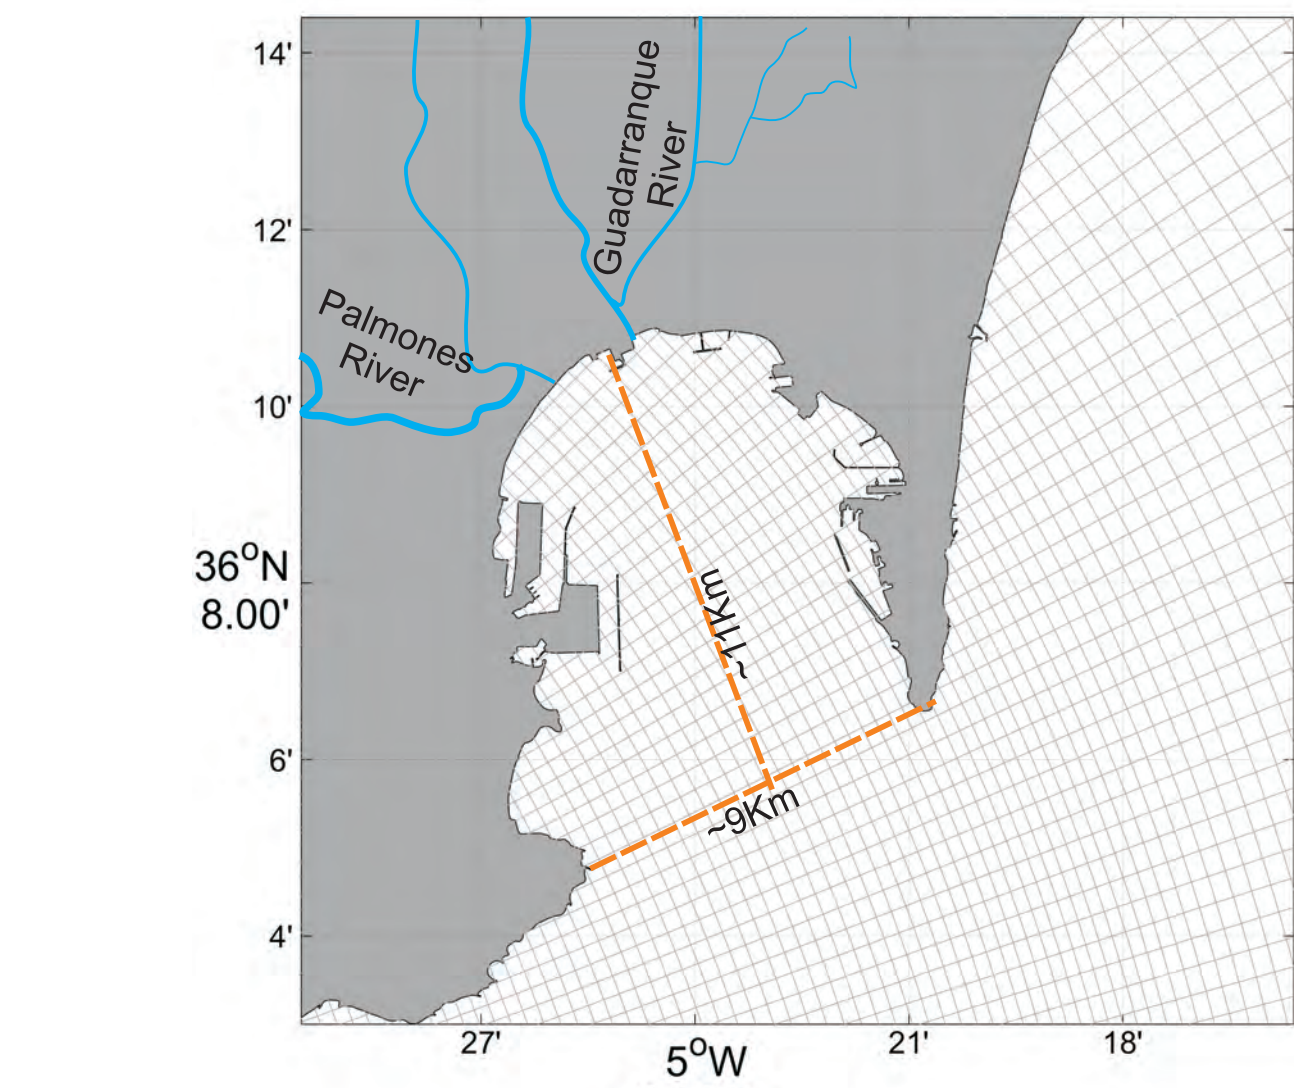 14'
Guadarranque
River
12'
Palmones
River
10'
36°N
8.00'
~11Km
6'
~9Km
4'
27'
5°W
21'
18'